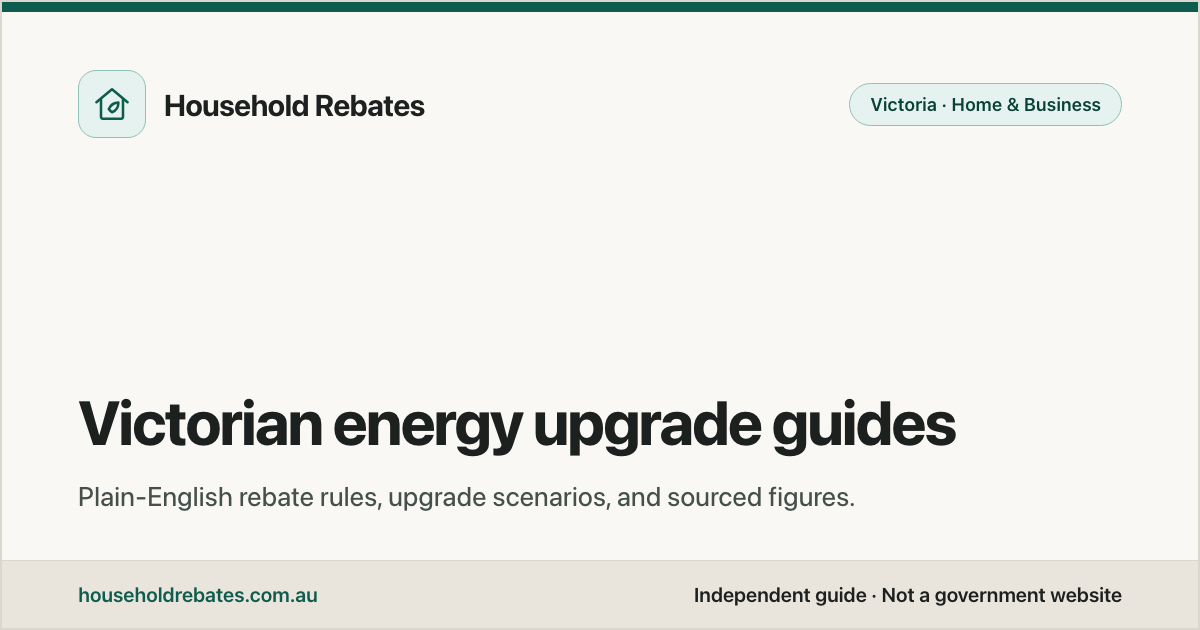 Household Rebates
Victoria · Home & Business
Victorian energy upgrade guides
Plain-English rebate rules, upgrade scenarios, and sourced figures.
householdrebates.com.au
Independent guide · Not a government website